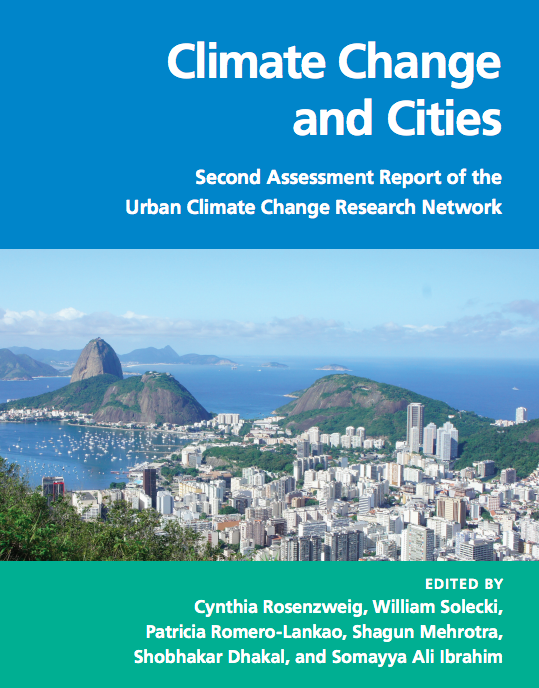 Climate Change
and Cities
Second Assessment Report of the
Urban Climate Change Research Network
EDITED BY
Cynthia Rosenzweig, William Solecki,
Patricia Romero-Lankao, Shagun Mehrotra,
Shobhakar Dhakal, and Somayya Ali Ibrahim